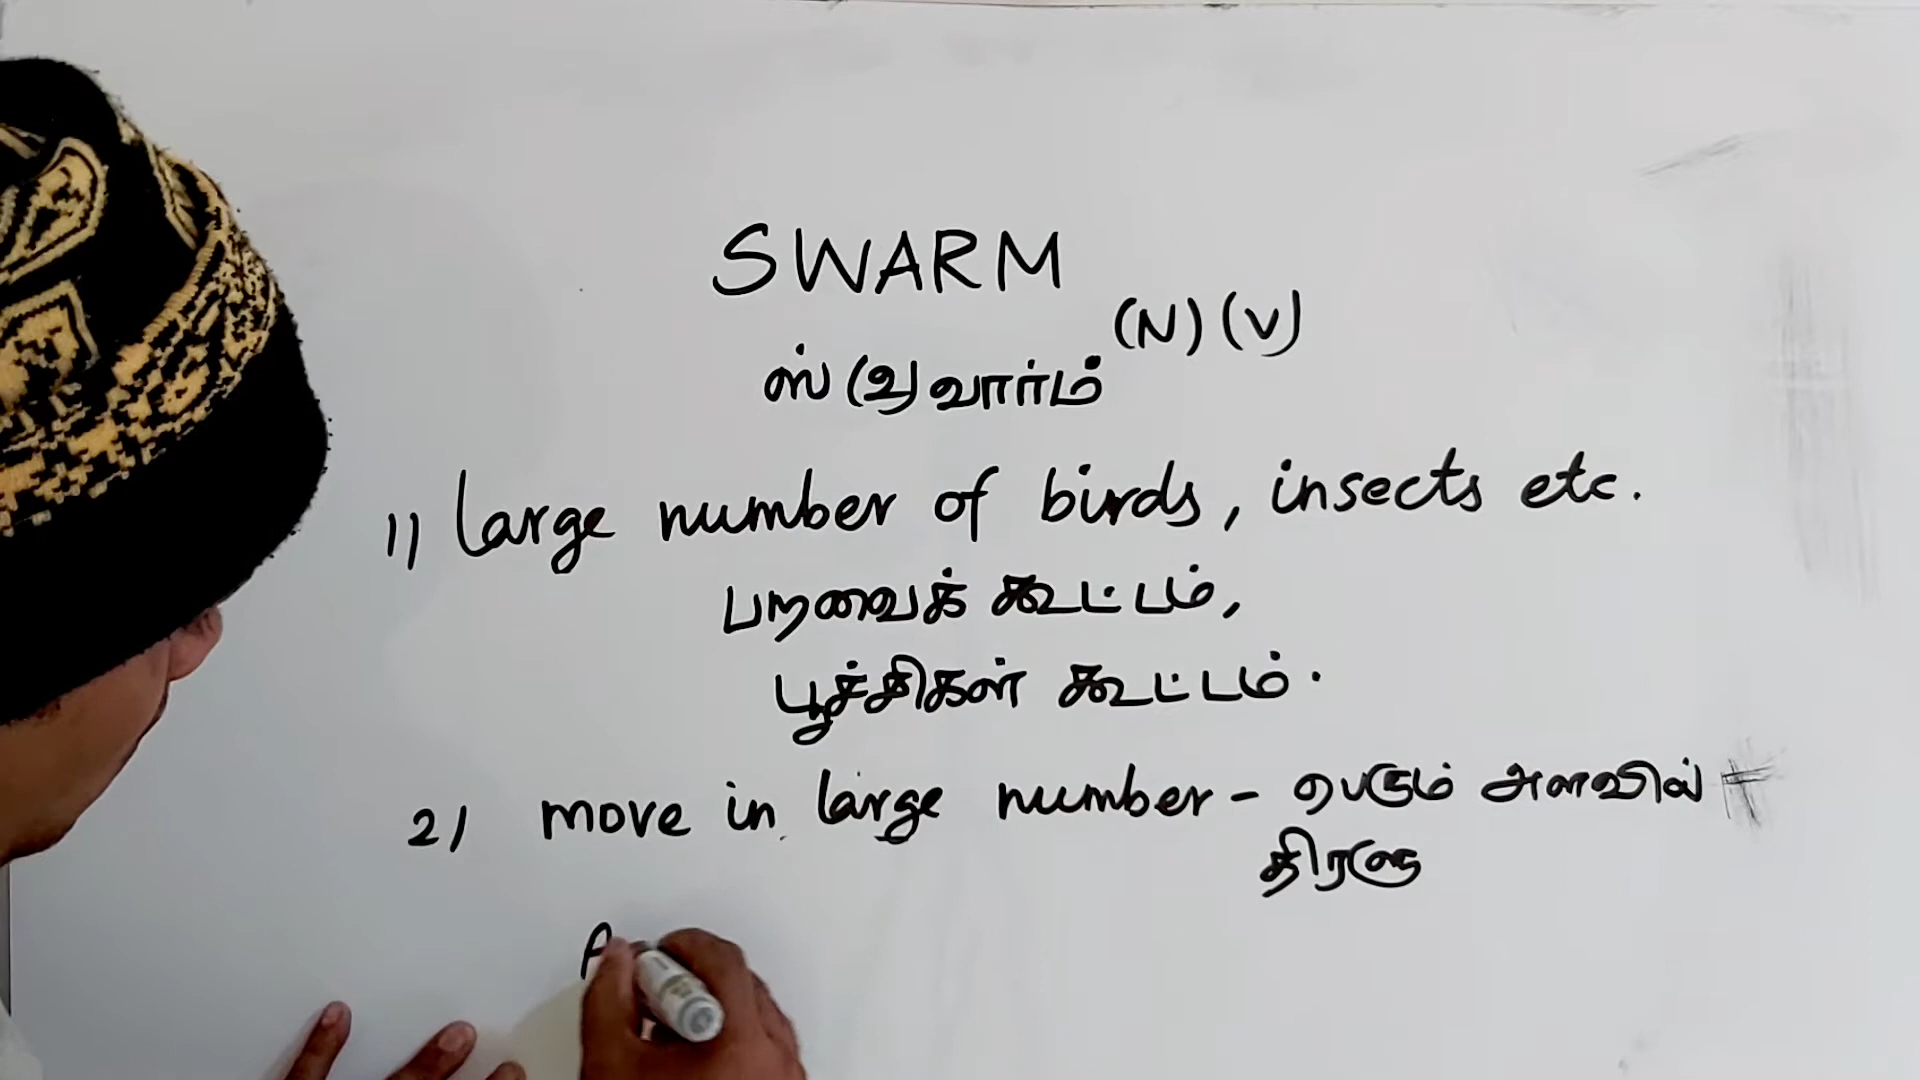 SWARM
(N) (V)
ஸ் (வு) வார்ம்
1) Large number of birds, insects etc.
பறவைக் கூட்டம்,
பூச்சிகள் கூட்டம்.
2) move in large number - பெரும் அளவில்
திரளு
A